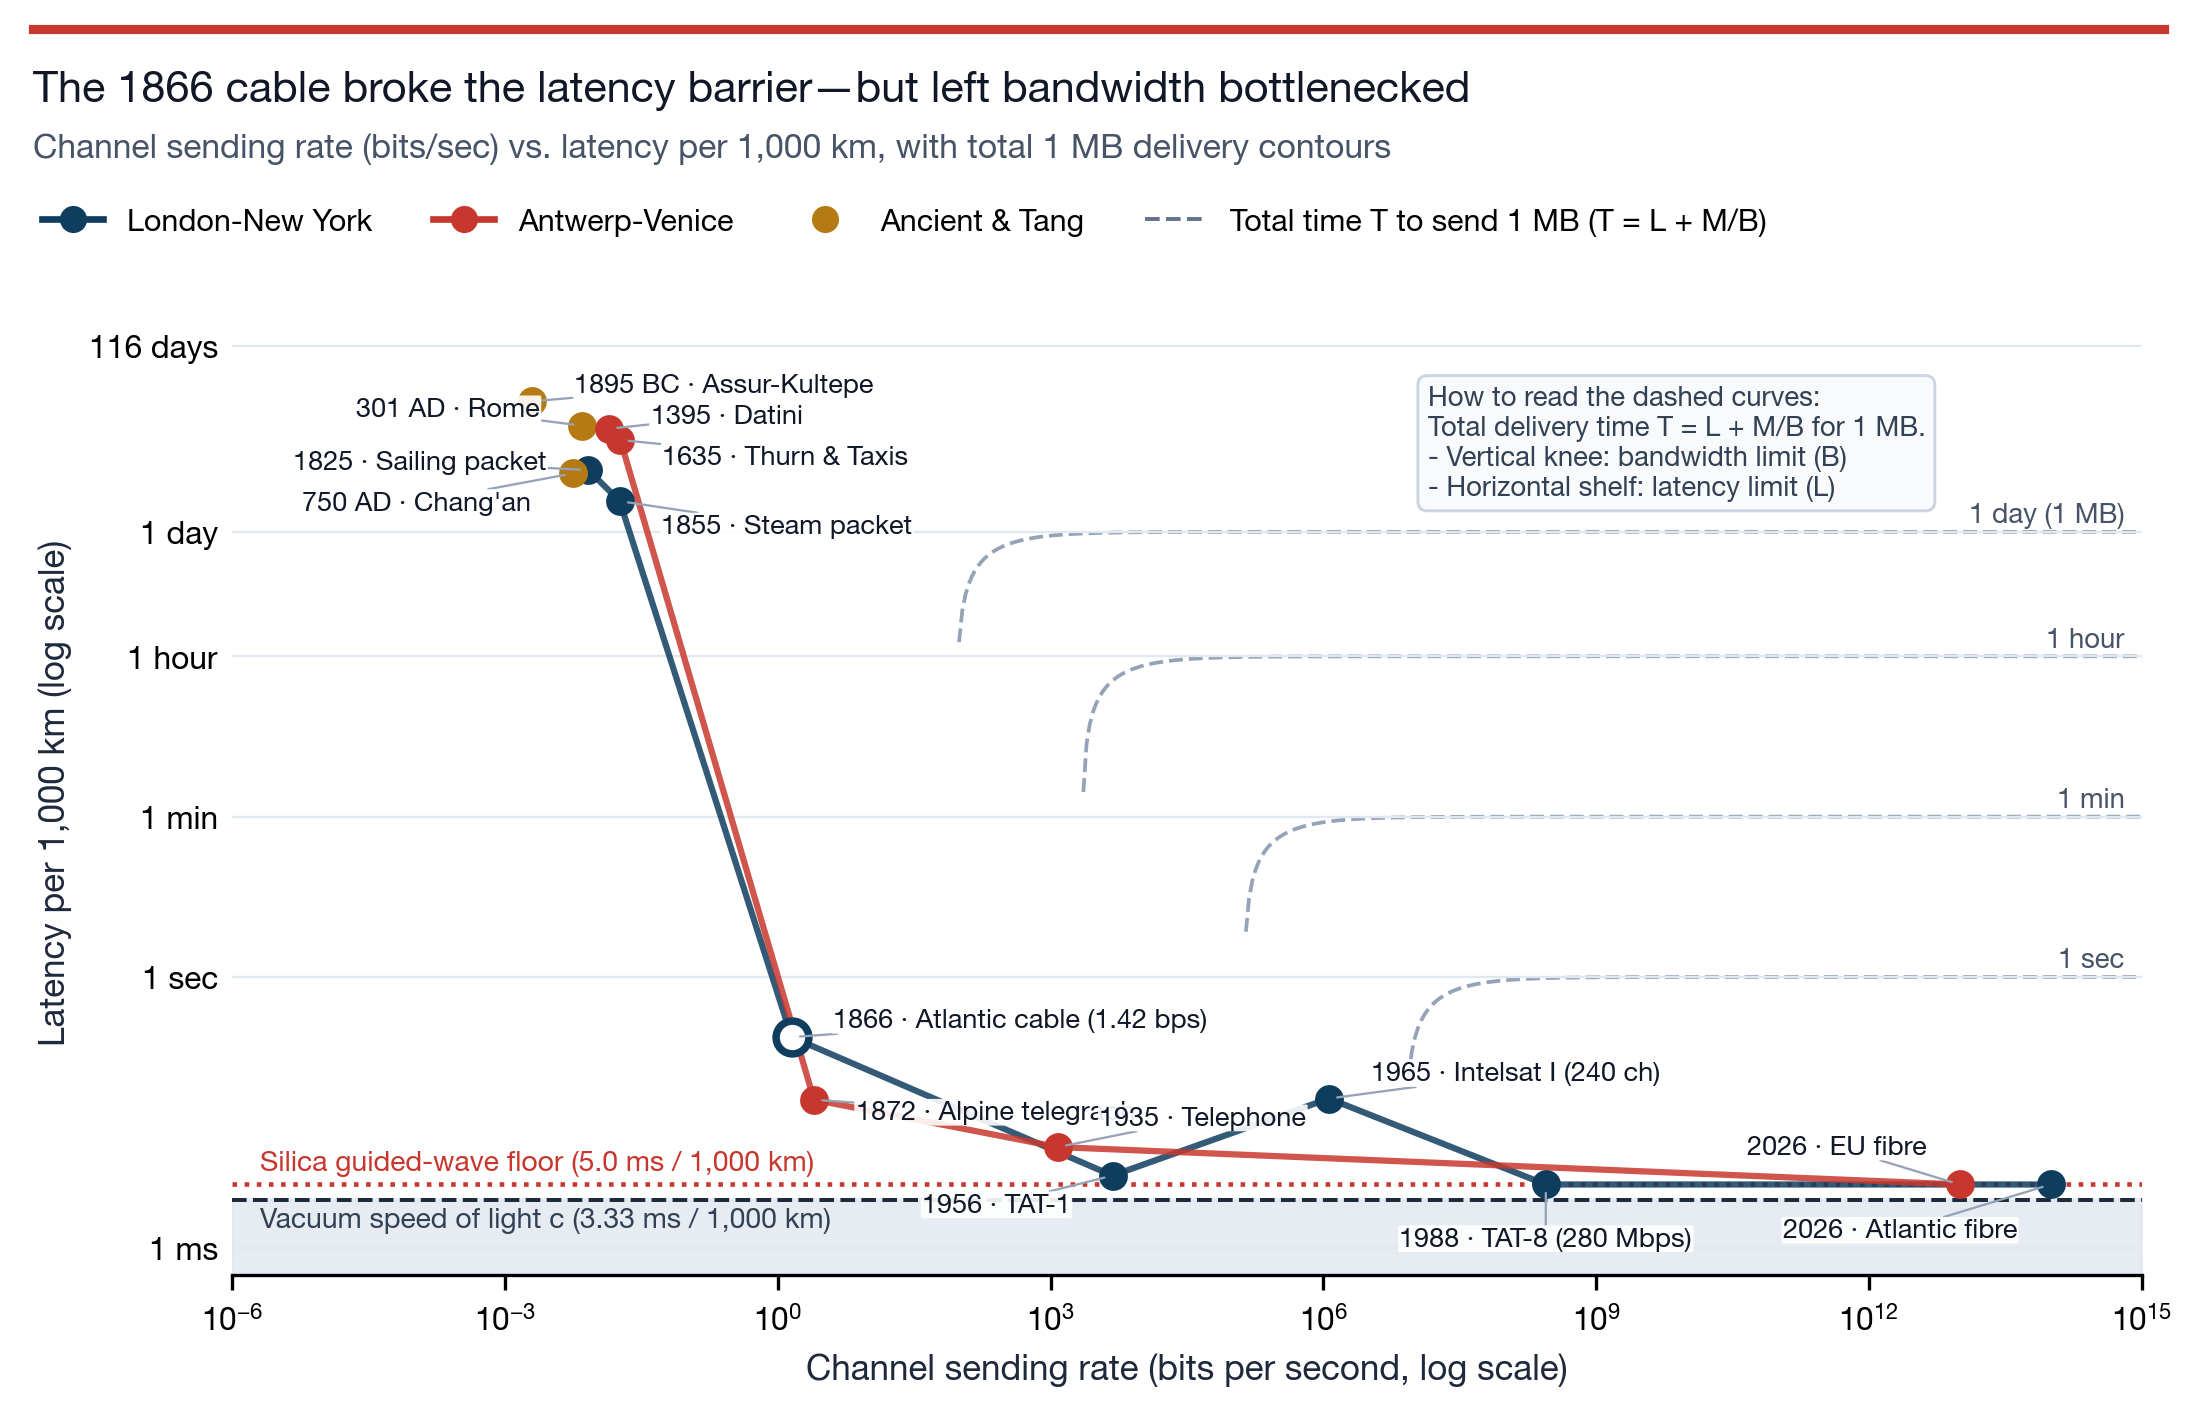 The 1866 cable broke the latency barrier—but left bandwidth bottlenecked
Channel sending rate (bits/sec) vs. latency per 1,000 km, with total 1 MB delivery contours
London-New York
Antwerp-Venice
Ancient & Tang
Total time T to send 1 MB (T = L + M/B)
116 days
1 day
1 hour
1 min
1 sec
1 ms
Latency per 1,000 km (log scale)
1895 BC · Assur-Kultepe
301 AD · Rome
1395 · Datini
1635 · Thurn & Taxis
1825 · Sailing packet
750 AD · Chang'an
1855 · Steam packet
How to read the dashed curves:
Total delivery time T = L + M/B for 1 MB.
- Vertical knee: bandwidth limit (B)
- Horizontal shelf: latency limit (L)
1 day (1 MB)
1 hour
1 min
1 sec
1866 · Atlantic cable (1.42 bps)
1965 · Intelsat I (240 ch)
1872 · Alpine
1935 · Telephone
2026 · EU fibre
Silica guided-wave floor (5.0 ms / 1,000 km)
1956 · TAT-1
Vacuum speed of light c (3.33 ms / 1,000 km)
1988 · TAT-8 (280 Mbps)
2026 · Atlantic fibre
10⁻⁶
10⁻³
10⁰
10³
10⁶
10⁹
10¹²
10¹⁵
Channel sending rate (bits per second, log scale)